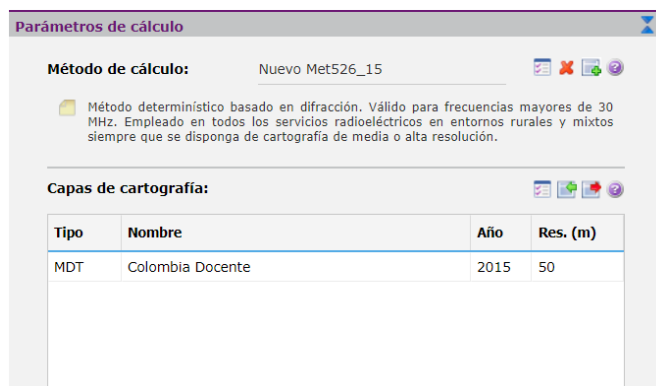 Parámetros de cálculo
Método de cálculo: Nuevo Met526_15
Método determinístico basado en difracción. Válido para frecuencias mayores de 30
MHz. Empleado en todos los servicios radioeléctricos en entornos rurales y mixtos
siempre que se disponga de cartografía de media o alta resolución.
Capas de cartografía:
Tipo Nombre Año Res. (m)
MDT Colombia Docente 2015 50